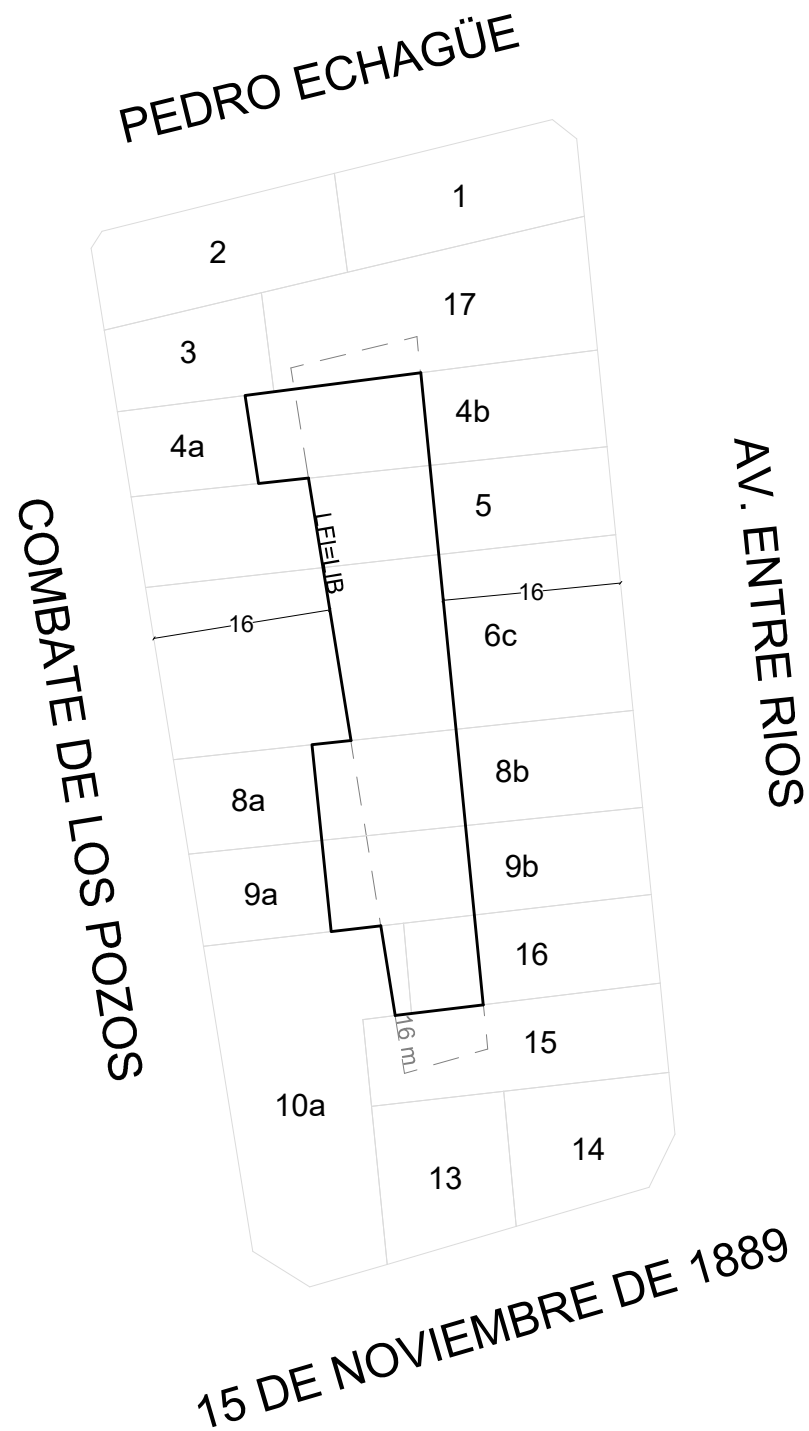 PEDRO ECHAGÜE
1
2
17
3
4b
4a
5
LFI=LIB
AV. ENTRE RIOS
COMBATE DE LOS POZOS
16
16
6c
8b
8a
9b
9a
16
16 m
15
10a
14
13
15 DE NOVIEMBRE DE 1889